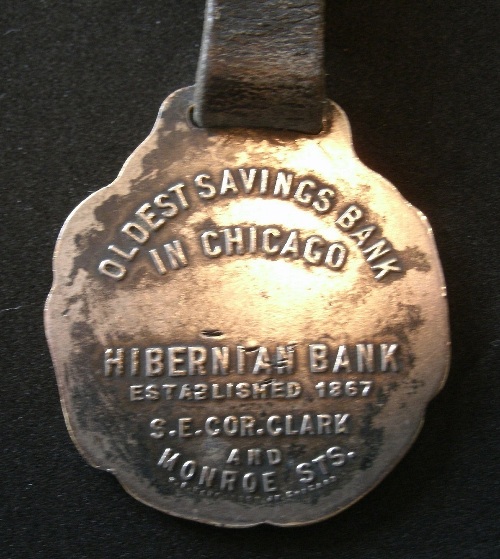 OLDEST SAVINGS BANK
IN CHICAGO
HIBERNIAN BANK
ESTABLISHED 1867
S.E.COR.CLARK
AND
MONROE STS.